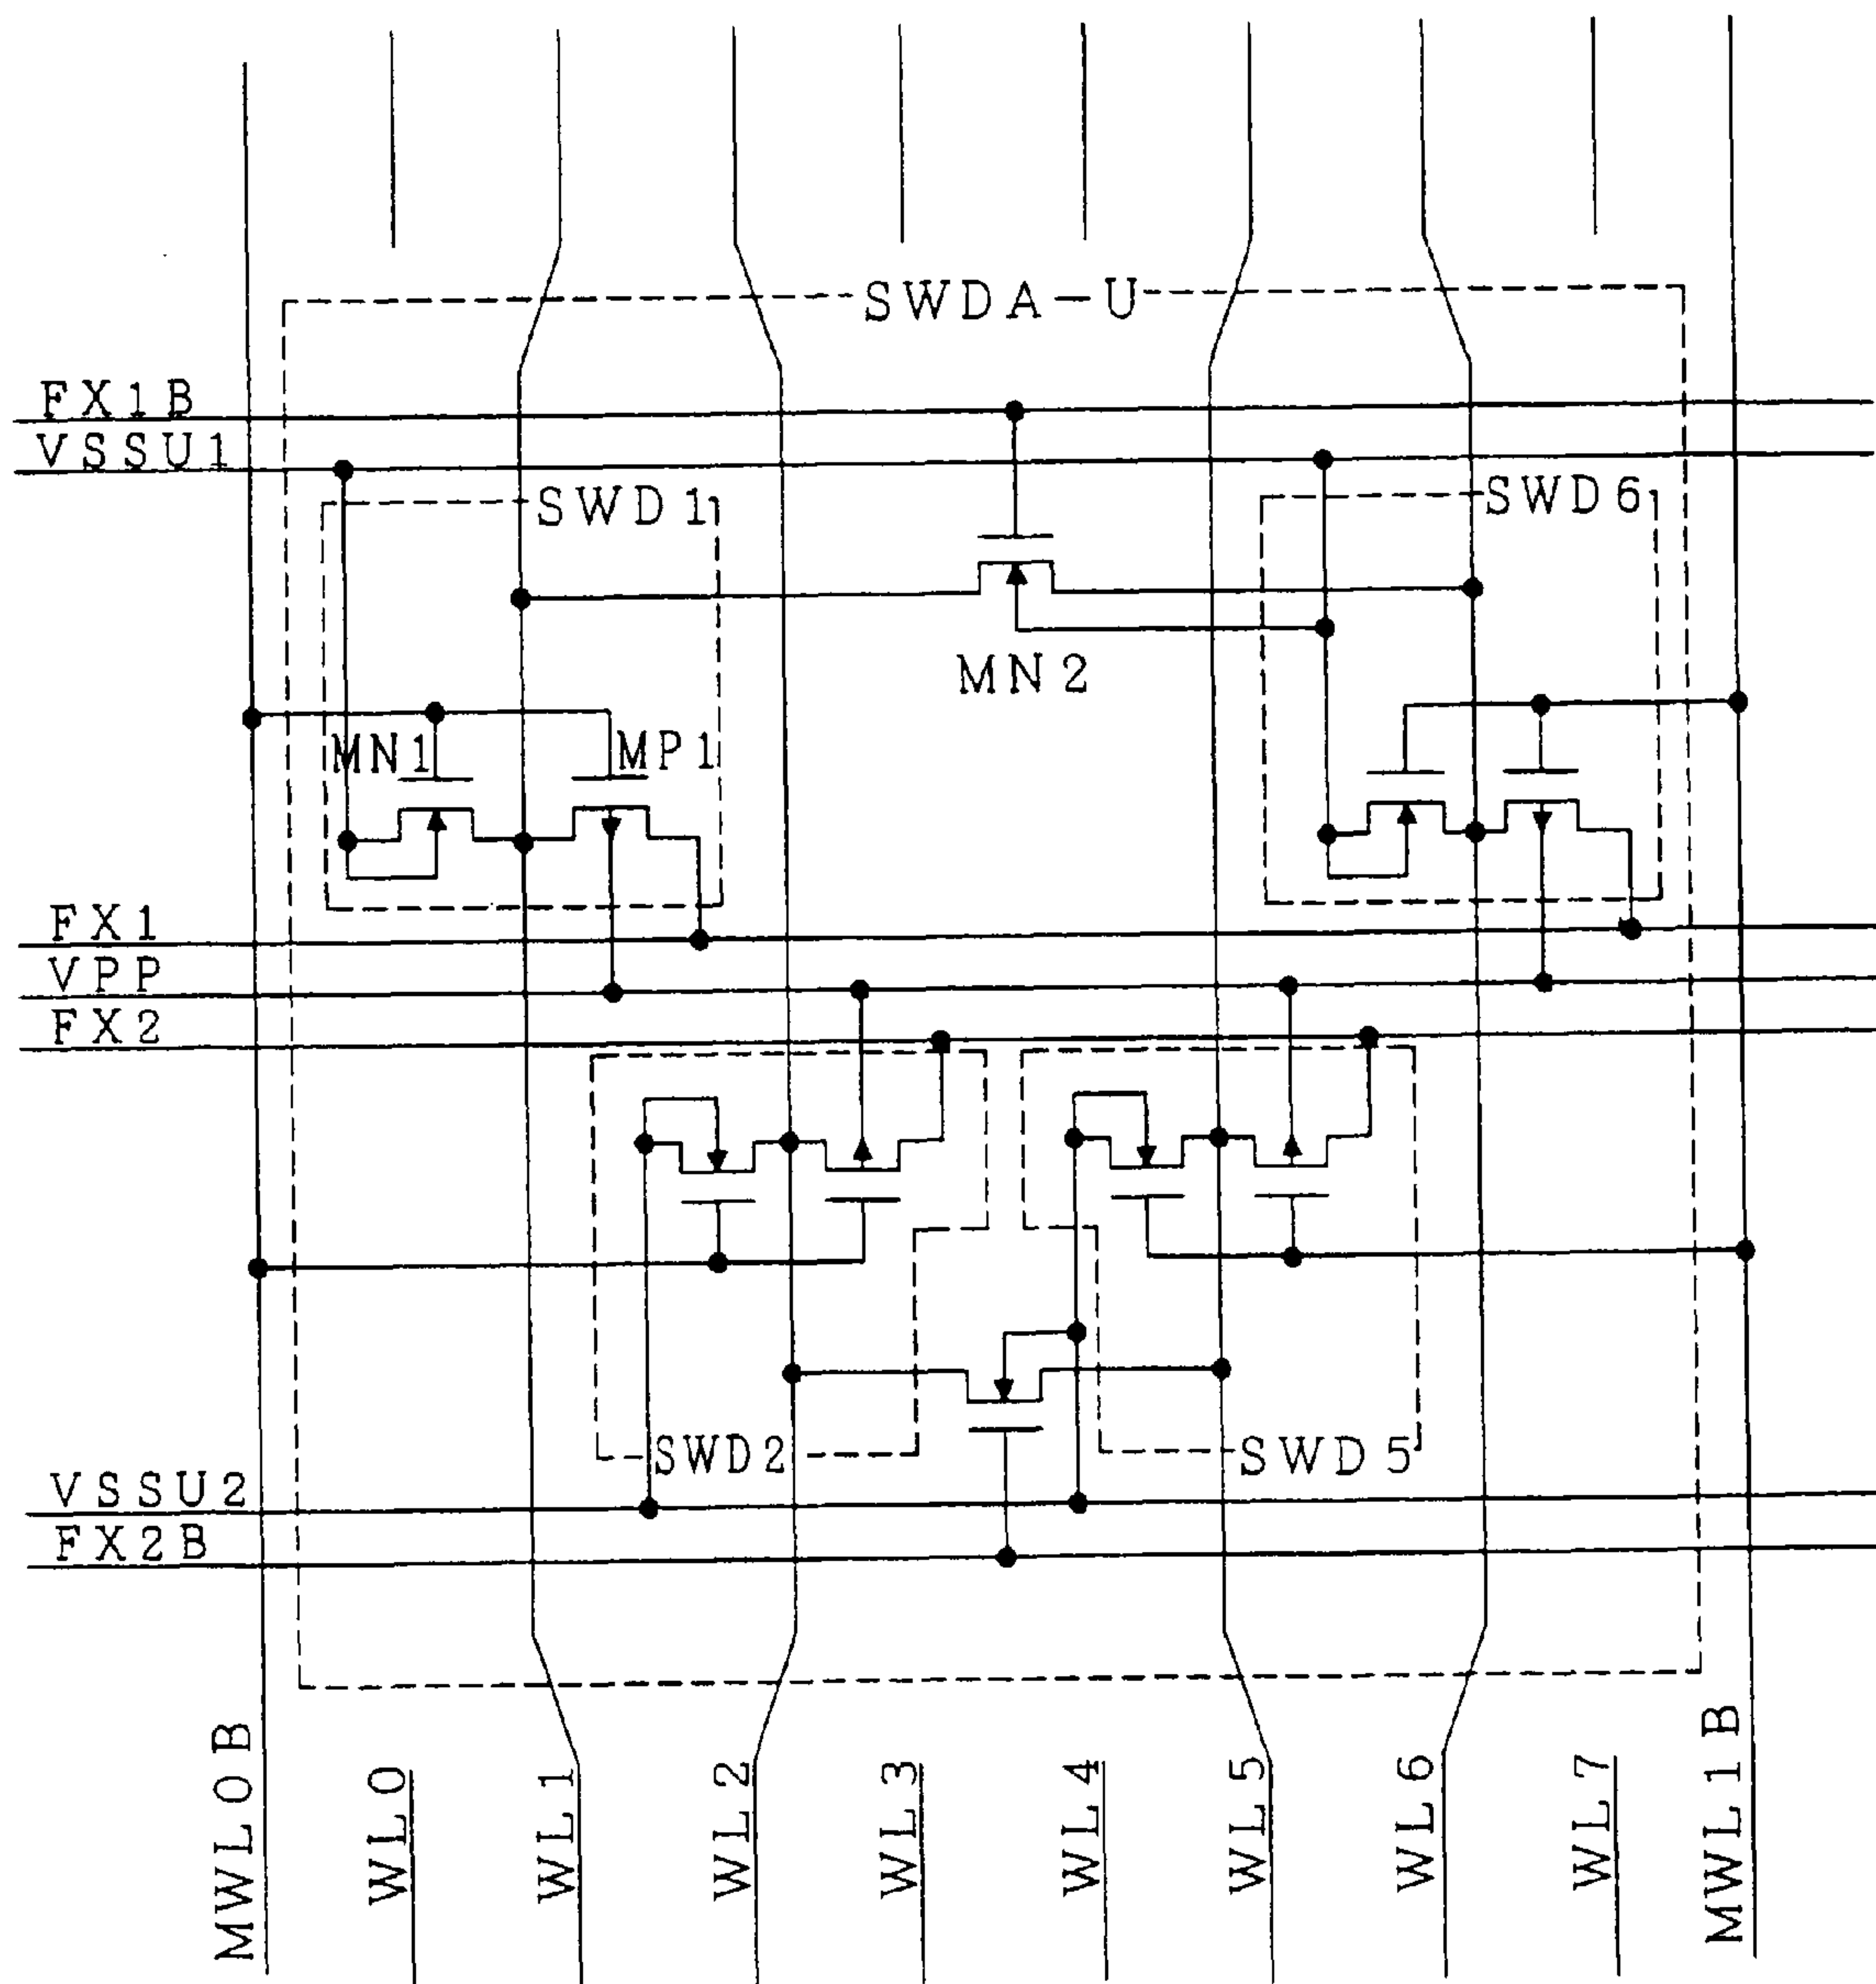 SWDA-U
FX1B
VSSU1
SWD1
SWD6
MN2
MN1
MP1
FX1
VPP
FX2
SWD2
SWD5
VSSU2
FX2B
MWL0B
WL0
WL1
WL2
WL3
WL4
WL5
WL6
WL7
MWL1B